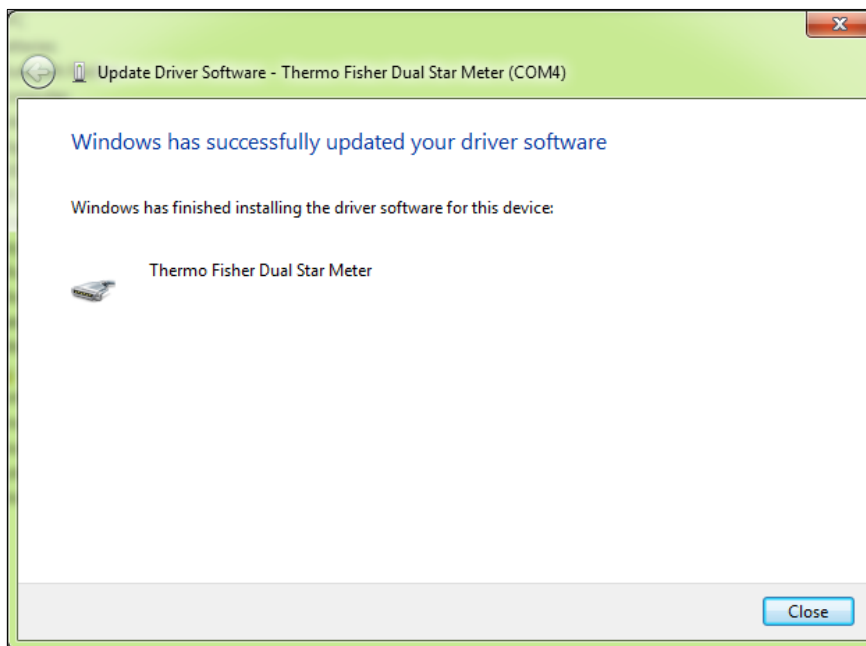 Update Driver Software - Thermo Fisher Dual Star Meter (COM4)
Windows has successfully updated your driver software
Windows has finished installing the driver software for this device:
Thermo Fisher Dual Star Meter
Close